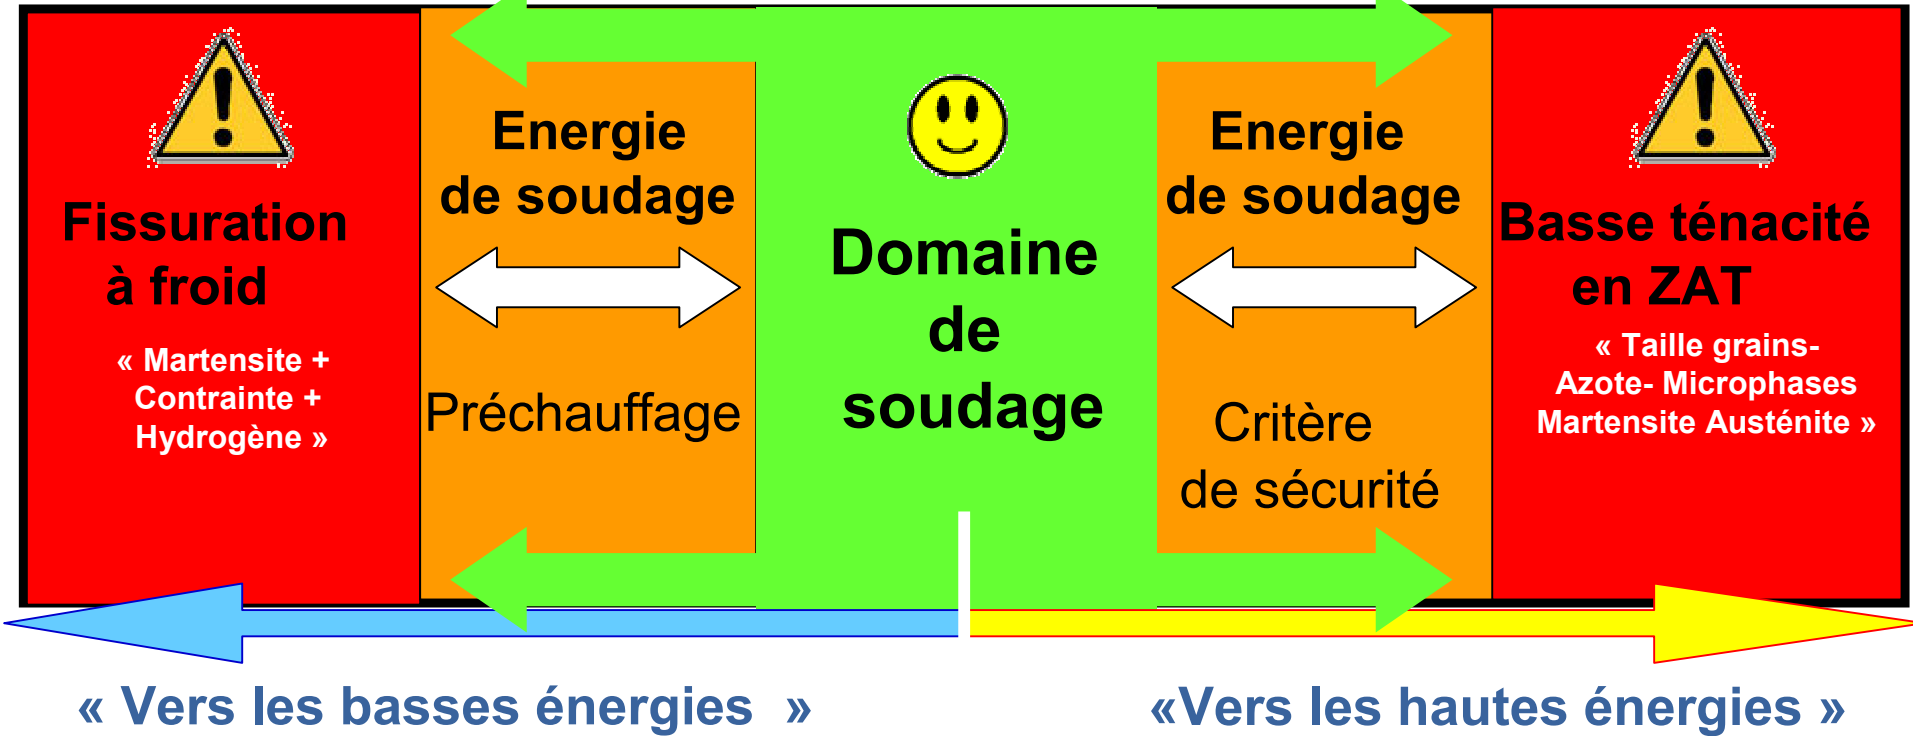 Fissuration
à froid
« Martensite +
Contrainte +
Hydrogène »
Energie
de soudage
Préchauffage
Domaine
de
soudage
Energie
de soudage
Critère
de sécurité
Basse ténacité
en ZAT
« Taille grains-
Azote- Microphases
Martensite Austénite »
« Vers les basses énergies »
«Vers les hautes énergies »